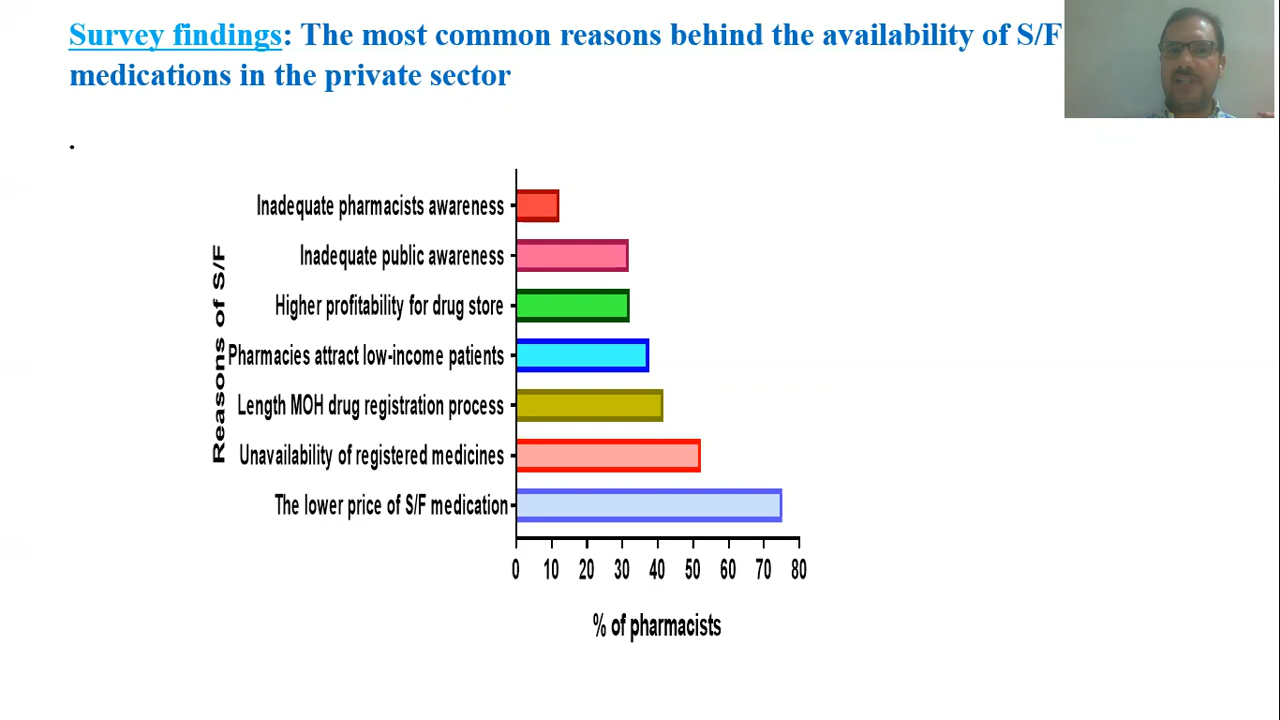 Survey findings: The most common reasons behind the availability of S/F
medications in the private sector
.
Reasons of S/F
Inadequate pharmacists awareness
Inadequate public awareness
Higher profitability for drug store
Pharmacies attract low-income patients
Length MOH drug registration process
Unavailability of registered medicines
The lower price of S/F medication
0 10 20 30 40 50 60 70 80
% of pharmacists